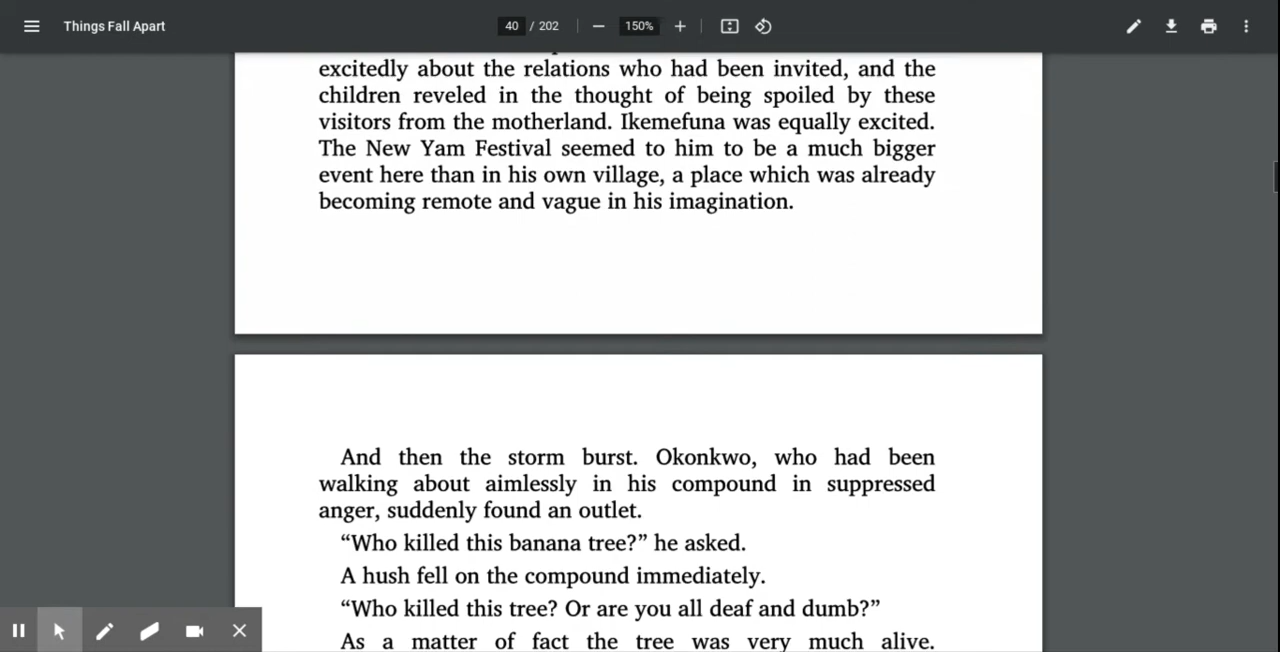 Things Fall Apart
40 / 202
150%
excitedly about the relations who had been invited, and the
children reveled in the thought of being spoiled by these
visitors from the motherland. Ikemefuna was equally excited.
The New Yam Festival seemed to him to be a much bigger
event here than in his own village, a place which was already
becoming remote and vague in his imagination.
And then the storm burst. Okonkwo, who had been
walking about aimlessly in his compound in suppressed
anger, suddenly found an outlet.
“Who killed this banana tree?” he asked.
A hush fell on the compound immediately.
“Who killed this tree? Or are you all deaf and dumb?”
As a matter of fact the tree was very much alive.